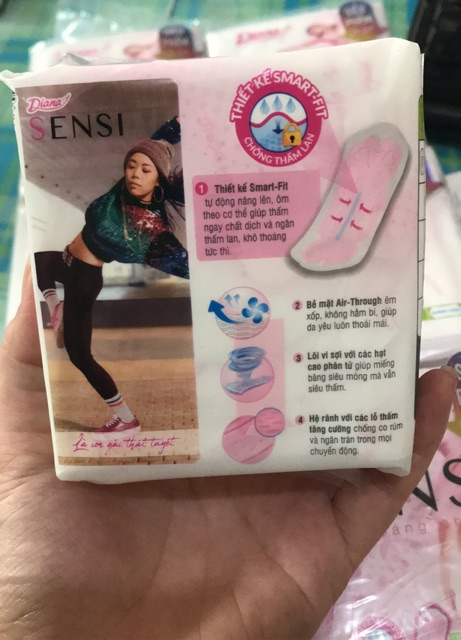 Diana
SENSI
THIẾT KẾ SMART-FIT
CHỐNG THẤM LAN
1 Thiết kế Smart-Fit
tự động nâng lên, ôm
theo cơ thể giúp thấm
ngay chất dịch và ngăn
thấm lan, khô thoáng
tức thì.
2 Bề mặt Air-Through êm
xốp, không hầm bí, giúp
da yêu luôn thoải mái.
3 Lõi vi sợi với các hạt
cao phân tử giúp miếng
băng siêu mỏng mà vẫn
siêu thấm.
4 Hệ rãnh với các lỗ thấm
tăng cường chống co rúm
và ngăn tràn trong mọi
chuyển động.
Là con gái thật tuyệt
NS